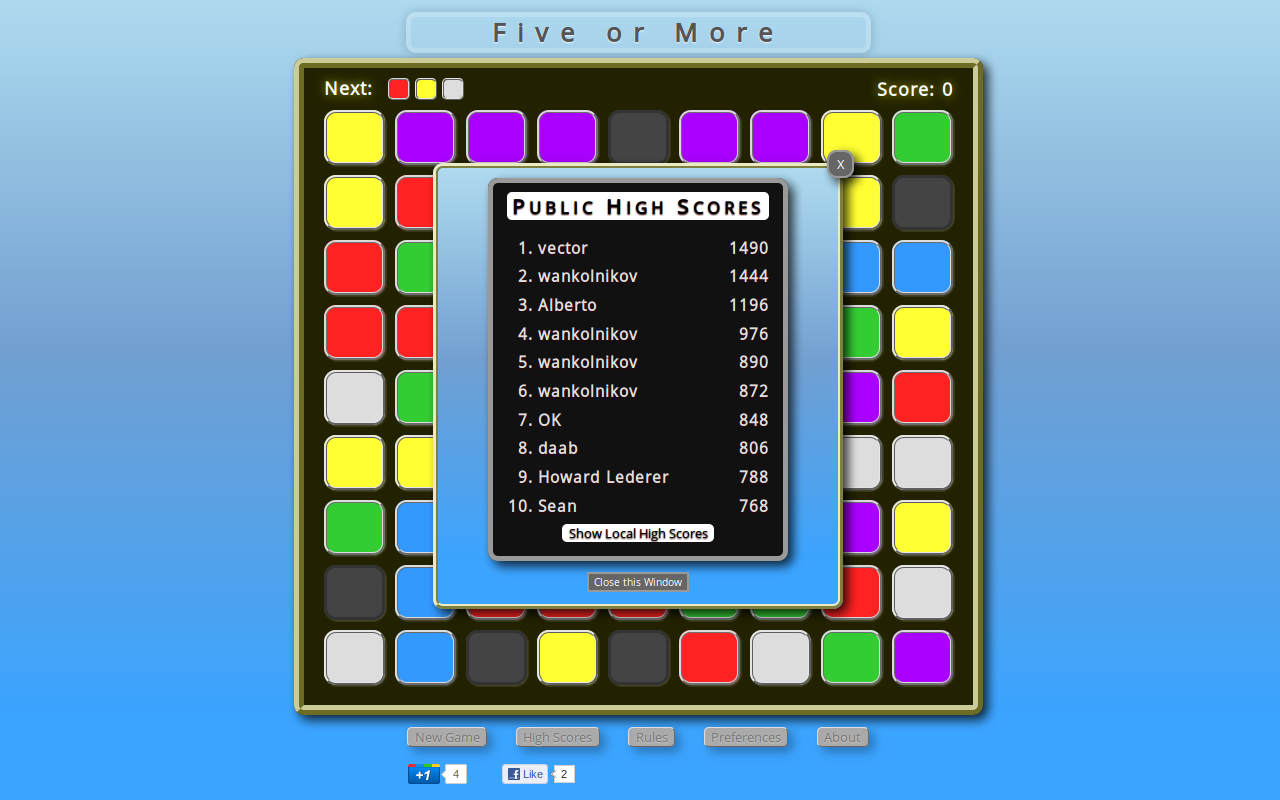 Five or More
Next:
Score: 0
X
Public High Scores
1. vector 1490
2. wankolnikov 1444
3. Alberto 1196
4. wankolnikov 976
5. wankolnikov 890
6. wankolnikov 872
7. OK 848
8. daab 806
9. Howard Lederer 788
10. Sean 768
Show Local High Scores
Close this Window
New Game High Scores Rules Preferences About
+1 4 Like 2